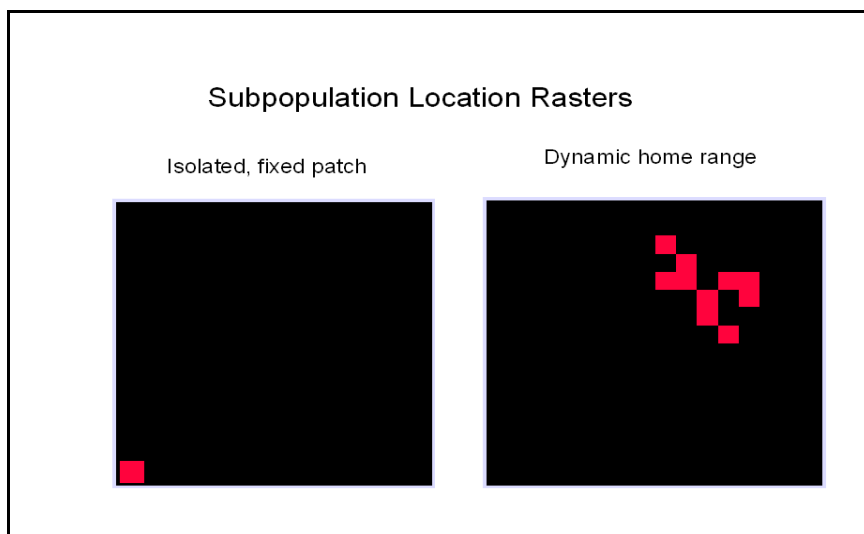 Subpopulation Location Rasters
Isolated, fixed patch
Dynamic home range